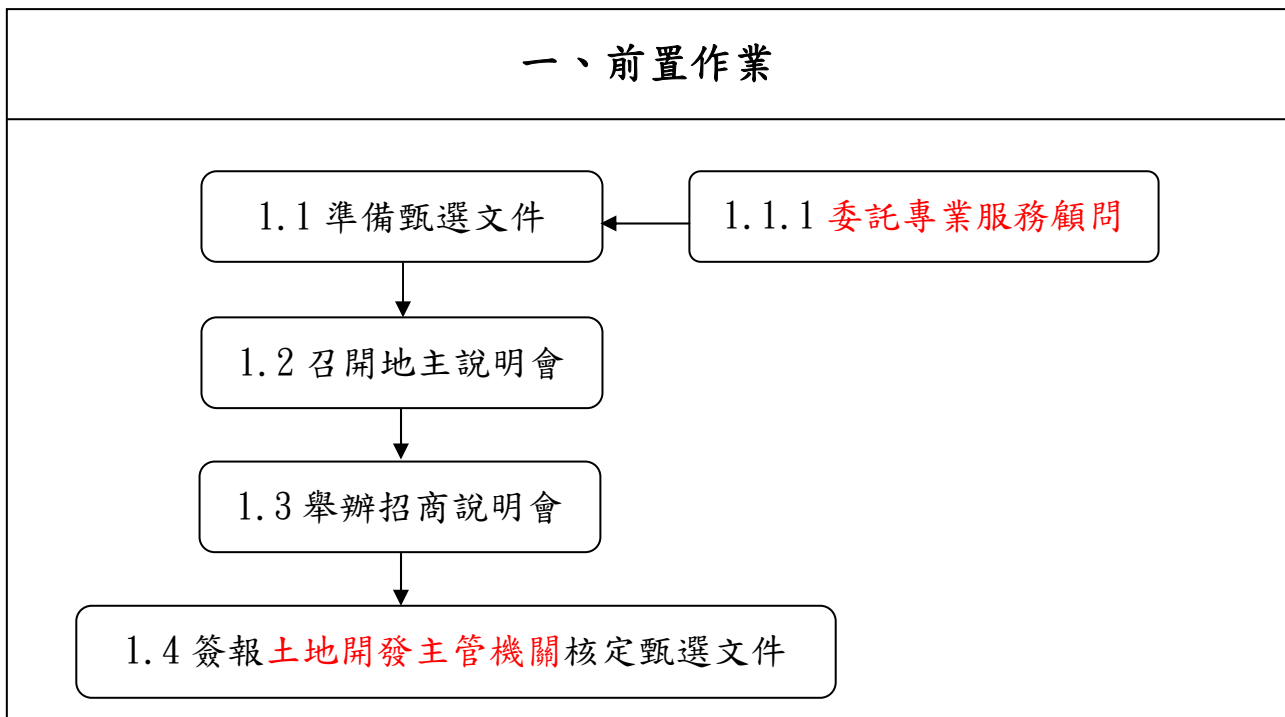 一、前置作業
1.1 準備甄選文件
1.1.1 委託專業服務顧問
1.2 召開地主說明會
1.3 舉辦招商說明會
1.4 簽報土地開發主管機關核定甄選文件